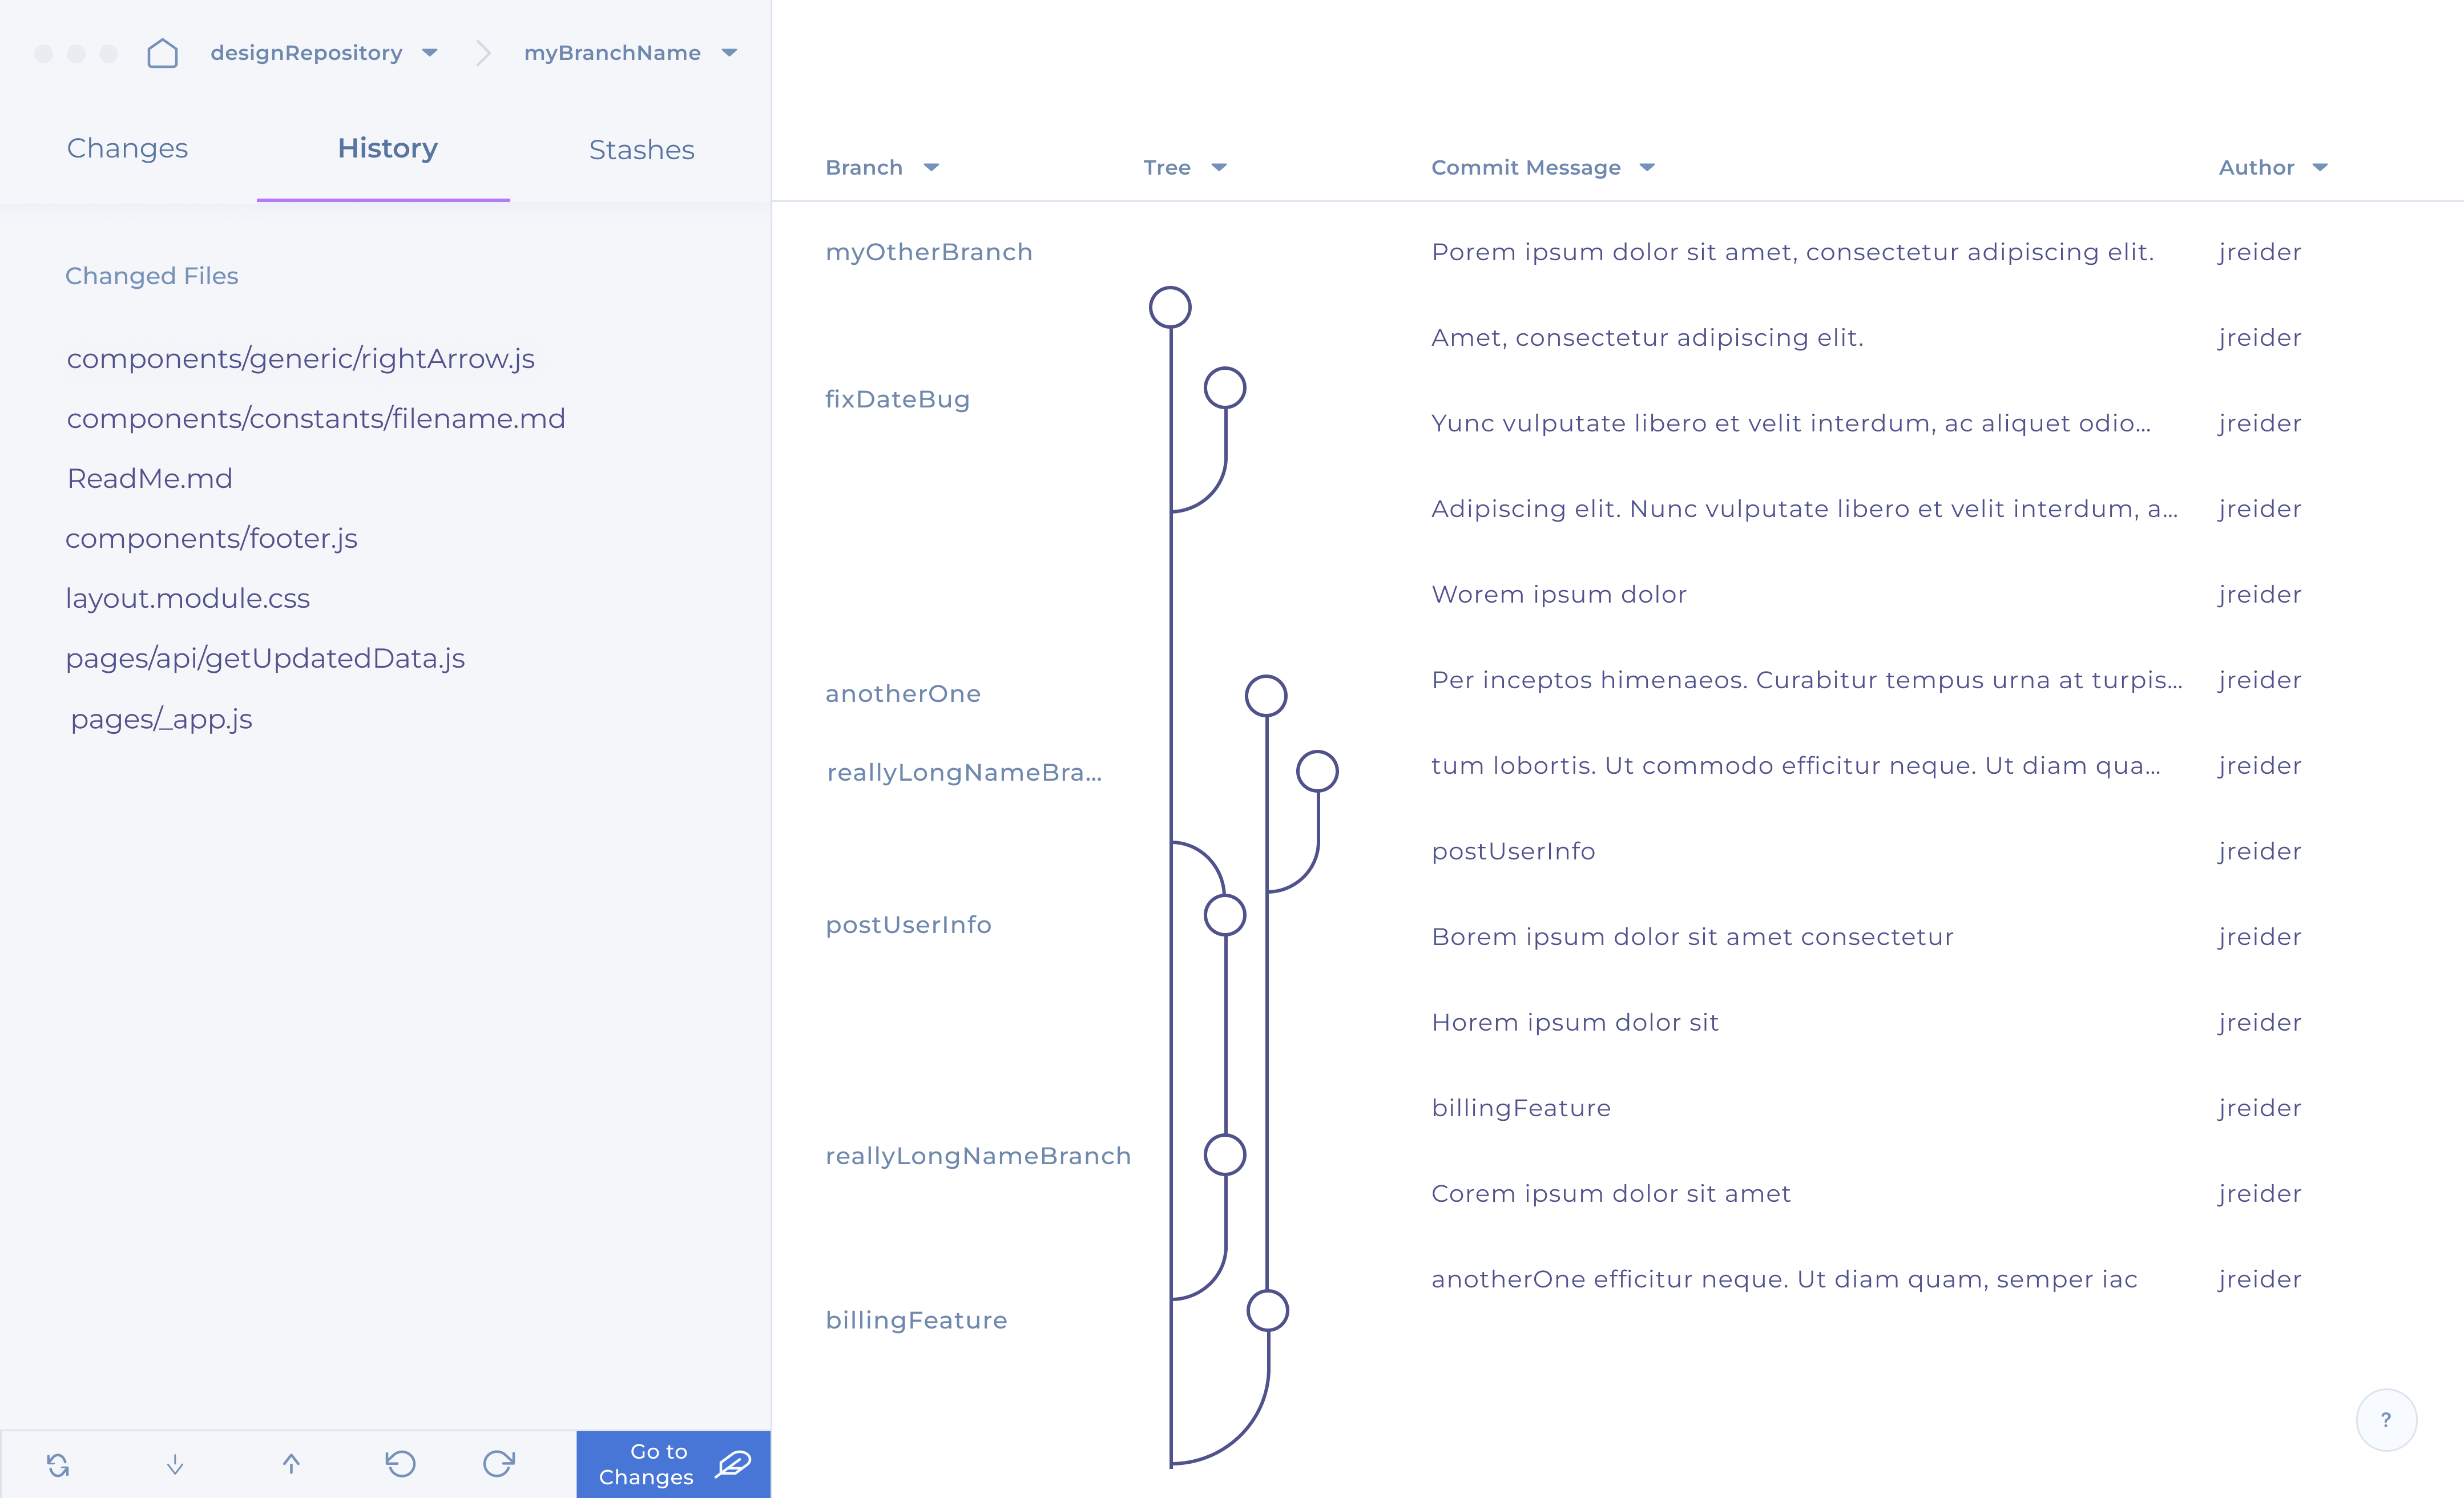 designRepository
myBranchName
Changes
History
Stashes
Changed Files
components/generic/rightArrow.js
components/constants/filename.md
ReadMe.md
components/footer.js
layout.module.css
pages/api/getUpdatedData.js
pages/_app.js
Go to
Changes
Branch
Tree
Commit Message
Author
myOtherBranch
Porem ipsum dolor sit amet, consectetur adipiscing elit.
jreider
Amet, consectetur adipiscing elit.
jreider
fixDateBug
Yunc vulputate libero et velit interdum, ac aliquet odio...
jreider
Adipiscing elit. Nunc vulputate libero et velit interdum, a...
jreider
Worem ipsum dolor
jreider
anotherOne
Per inceptos himenaeos. Curabitur tempus urna at turpis...
jreider
reallyLongNameBra...
tum lobortis. Ut commodo efficitur neque. Ut diam qua...
jreider
postUserInfo
jreider
postUserInfo
Borem ipsum dolor sit amet consectetur
jreider
Horem ipsum dolor sit
jreider
billingFeature
jreider
reallyLongNameBranch
Corem ipsum dolor sit amet
jreider
anotherOne efficitur neque. Ut diam quam, semper iac
jreider
billingFeature
?